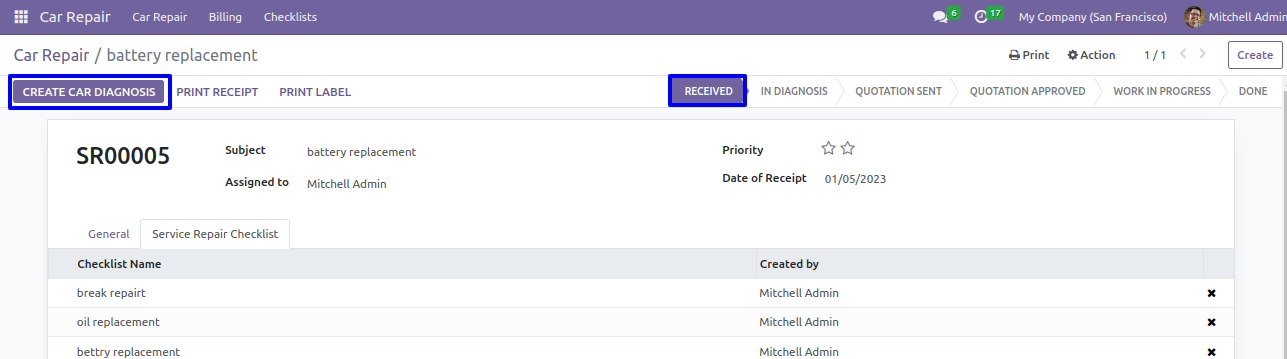 Car Repair Car Repair Billing Checklists 6 17 My Company (San Francisco) Mitchell Admin
Car Repair / battery replacement Print Action 1 / 1 Create
CREATE CAR DIAGNOSIS PRINT RECEIPT PRINT LABEL RECEIVED IN DIAGNOSIS QUOTATION SENT QUOTATION APPROVED WORK IN PROGRESS DONE
SR00005
Subject battery replacement
Assigned to Mitchell Admin
Priority
Date of Receipt 01/05/2023
General Service Repair Checklist
Checklist Name Created by
break repairt Mitchell Admin
oil replacement Mitchell Admin
bettry replacement Mitchell Admin